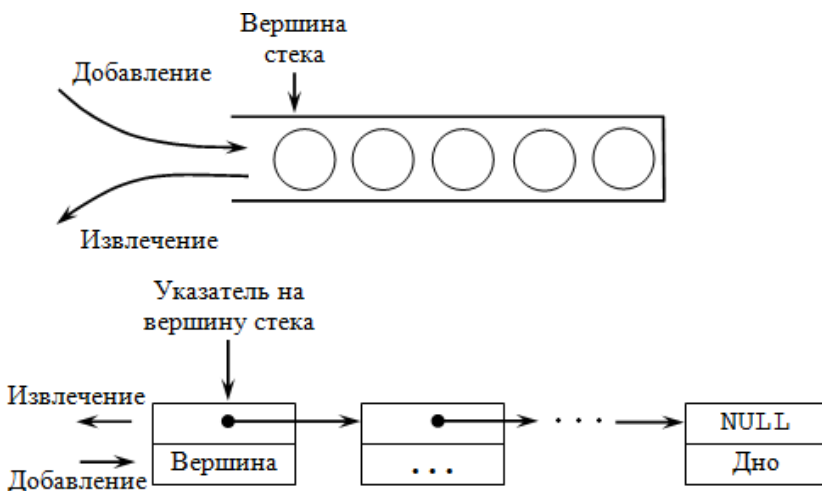 Вершина
стека
Добавление
Извлечение
Указатель на
вершину стека
Извлечение
Добавление
Вершина
...
. . .
NULL
Дно